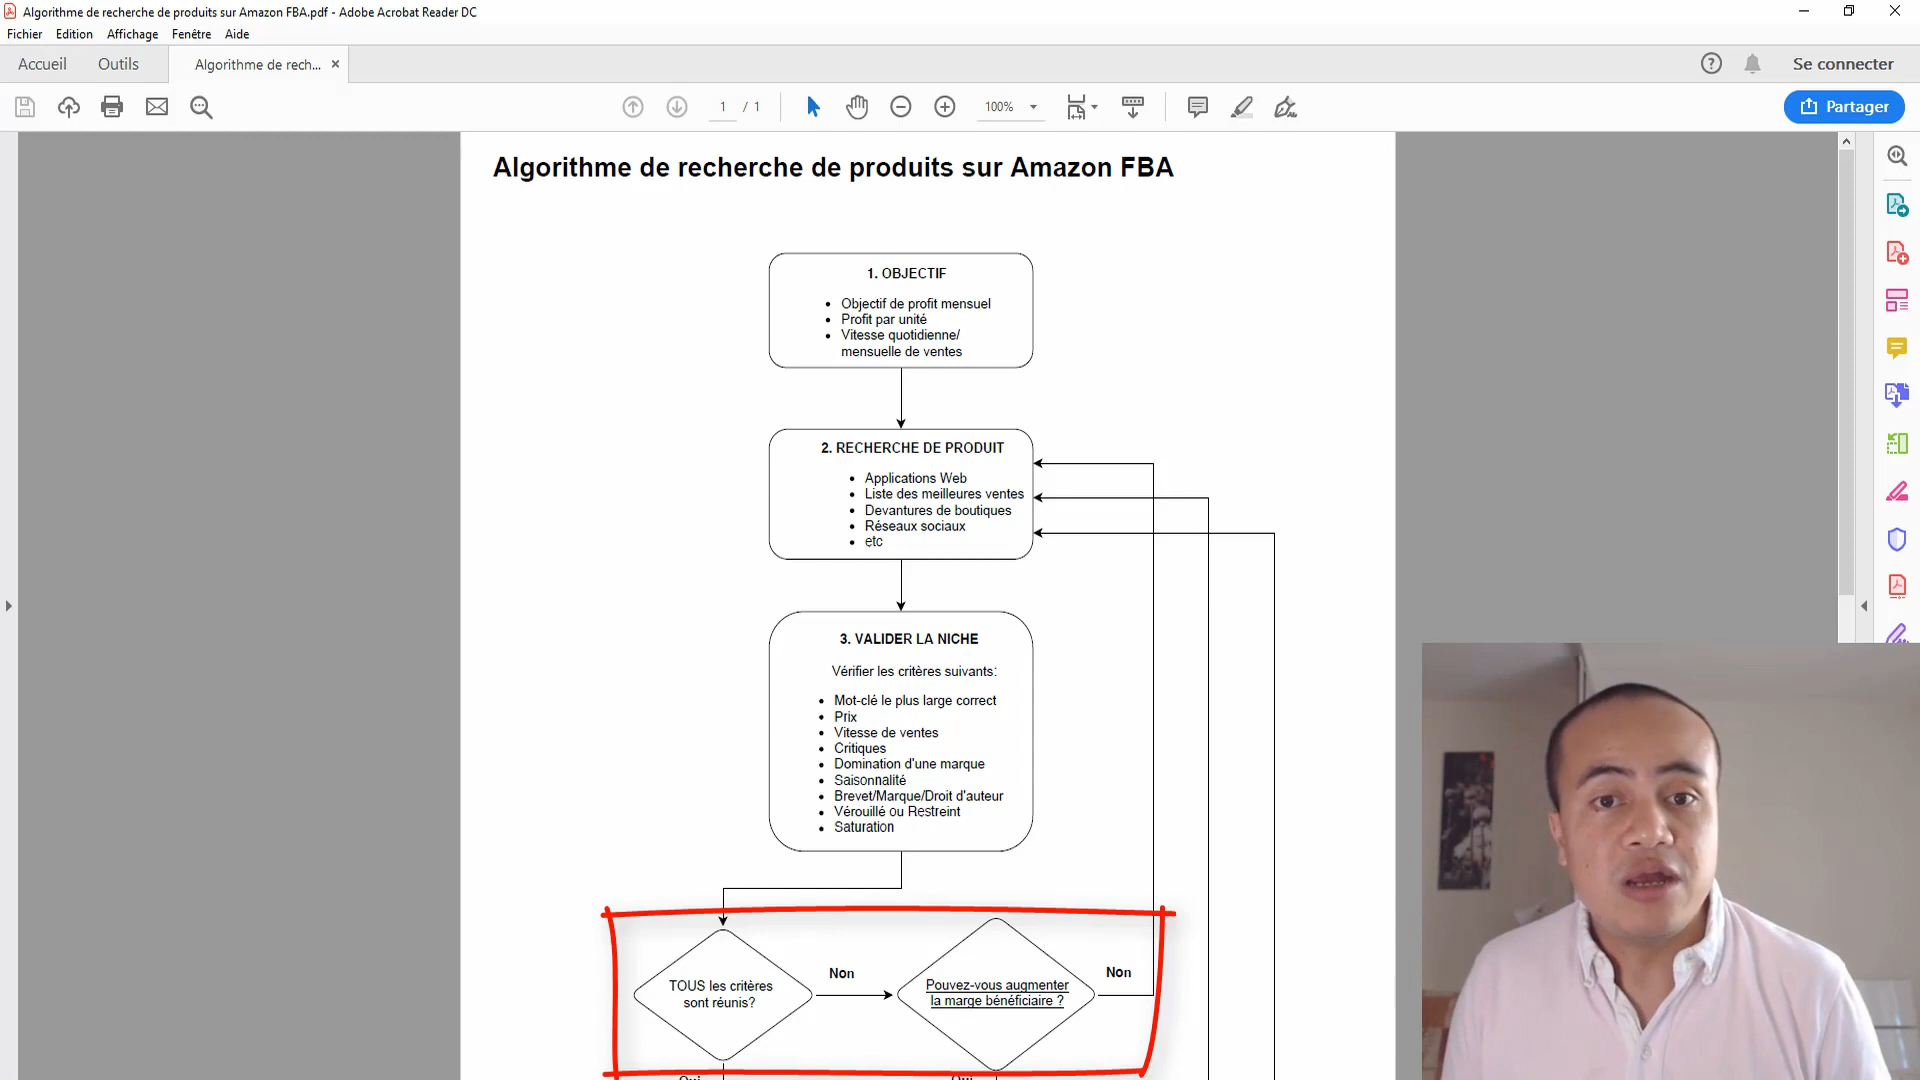 Algorithme de recherche de produits sur Amazon FBA.pdf - Adobe Acrobat Reader DC
Fichier Edition Affichage Fenêtre Aide
Accueil Outils Algorithme de rech... × Se connecter
1 / 1 100% Partager
Algorithme de recherche de produits sur Amazon FBA
1. OBJECTIF
• Objectif de profit mensuel
• Profit par unité
• Vitesse quotidienne/
mensuelle de ventes
2. RECHERCHE DE PRODUIT
• Applications Web
• Liste des meilleures ventes
• Devantures de boutiques
• Réseaux sociaux
• etc
3. VALIDER LA NICHE
Vérifier les critères suivants:
• Mot-clé le plus large correct
• Prix
• Vitesse de ventes
• Critiques
• Domination d'une marque
• Saisonnalité
• Brevet/Marque/Droit d'auteur
• Vérouillé ou Restreint
• Saturation
TOUS les critères
sont réunis?
Non
Pouvez-vous augmenter
la marge bénéficiaire ?
Non
Oui Oui